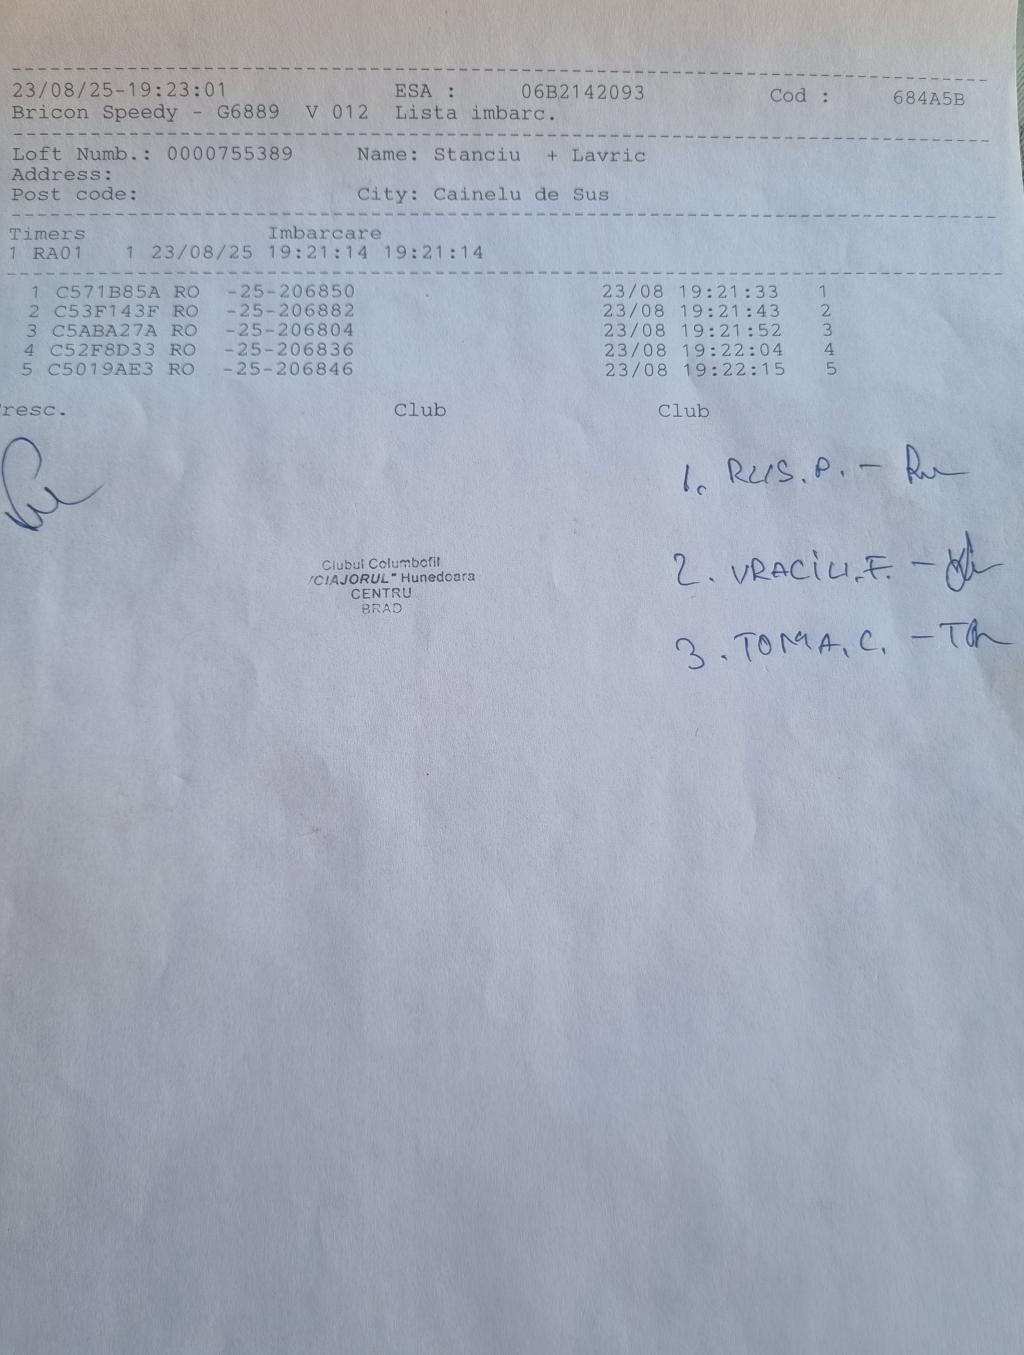 23/08/25-19:23:01 ESA : 06B2142093 Cod : 684A5B
Bricon Speedy - G6889 V 012 Lista imbarc.
Loft Numb.: 0000755389 Name: Stanciu + Lavric
Address:
Post code: City: Cainelu de Sus
Timers Imbarcare
1 RA01 1 23/08/25 19:21:14 19:21:14
1 C571B85A RO -25-206850 23/08 19:21:33 1
2 C53F143F RO -25-206882 23/08 19:21:43 2
3 C5ABA27A RO -25-206804 23/08 19:21:52 3
4 C52F8D33 RO -25-206836 23/08 19:22:04 4
5 C5019AE3 RO -25-206846 23/08 19:22:15 5
resc. Club Club
1. RUS. P. -
Clubul Columbofil
"CIAJORUL" Hunedoara
CENTRU
BRAD
2. VRACIU. F. -
3. TOMA. C. -